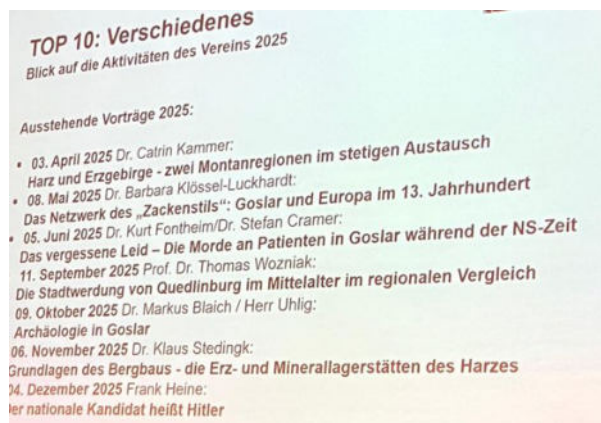 TOP 10: Verschiedenes
Blick auf die Aktivitäten des Vereins 2025
Ausstehende Vorträge 2025:
• 03. April 2025 Dr. Catrin Kammer:
Harz und Erzgebirge - zwei Montanregionen im stetigen Austausch
• 08. Mai 2025 Dr. Barbara Klössel-Luckhardt:
Das Netzwerk des „Zackenstils“: Goslar und Europa im 13. Jahrhundert
• 05. Juni 2025 Dr. Kurt Fontheim/Dr. Stefan Cramer:
Das vergessene Leid – Die Morde an Patienten in Goslar während der NS-Zeit
11. September 2025 Prof. Dr. Thomas Wozniak:
Die Stadtwerdung von Quedlinburg im Mittelalter im regionalen Vergleich
09. Oktober 2025 Dr. Markus Blaich / Herr Uhlig:
Archäologie in Goslar
06. November 2025 Dr. Klaus Stedingk:
Grundlagen des Bergbaus - die Erz- und Minerallagerstätten des Harzes
04. Dezember 2025 Frank Heine:
Der nationale Kandidat heißt Hitler